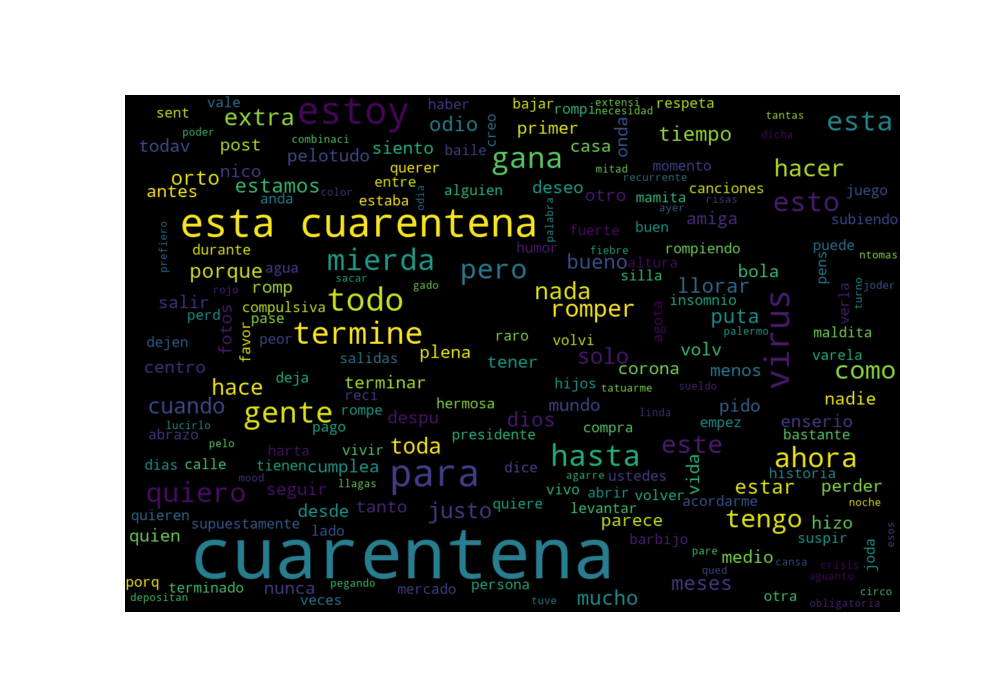 vale
haber
bajar
extensi
respeta
sent
extra
estoy
rompi
necesidad
tantas
esta
poder
combinaci
odio
creo
primer
onda
tiempo
dicha
todav
post
pelotudo
siento
baile
gana
casa
mitad
momento
hacer
orto
nico
querer
entre
recurrente
antes
estamos
color
estaba
odia
alguien
deseo
otro
mamita
canciones
risas
esto
juego
anda
ayer
subiendo
prefiero
esta cuarentena
palabra
fuerte
buen
amiga
durante
humor
fiebre
rompiendo
puede
ntomas
porque
agua
mierda
pero
bueno
altura
silla
bola
pens
joder
rojo
romp
sacar
gado
nada
llorar
turno
salir
compulsiva
todo
romper
insomnio
verla
perd
pase
fotos
favor
termine
raro
agota
puta
palermo
virus
maldita
dejen
peor
salidas
plena
volvi
solo
volv
varela
centro
hace
deja
tener
corona
menos
como
reci
terminar
hijos
tatuarme
sueldo
cuando
gente
rompe
hermosa
mundo
linda
pido
nadie
lucirlo
pago
despu
dios
compra
empez
enserio
abrazo
pelo
harta
vivir
toda
presidente
este
bastante
dias
calle
tienen
cumplea
dice
hasta
vida
ahora
mood
llagas
para
agarre
ustedes
historia
quiero
seguir
vivo
abrir
volver
estar
perder
quieren
desde
tanto
justo
quiere
levantar
acordarme
noche
supuestamente
lado
parece
tengo
hizo
quien
cuarentena
barbijo
suspir
esos
pare
medio
cansa
joda
crisis
porq
terminado
nunca
pegando
mercado
persona
qued
meses
aguanto
depositan
veces
tuve
mucho
otra
circo
obligatoria